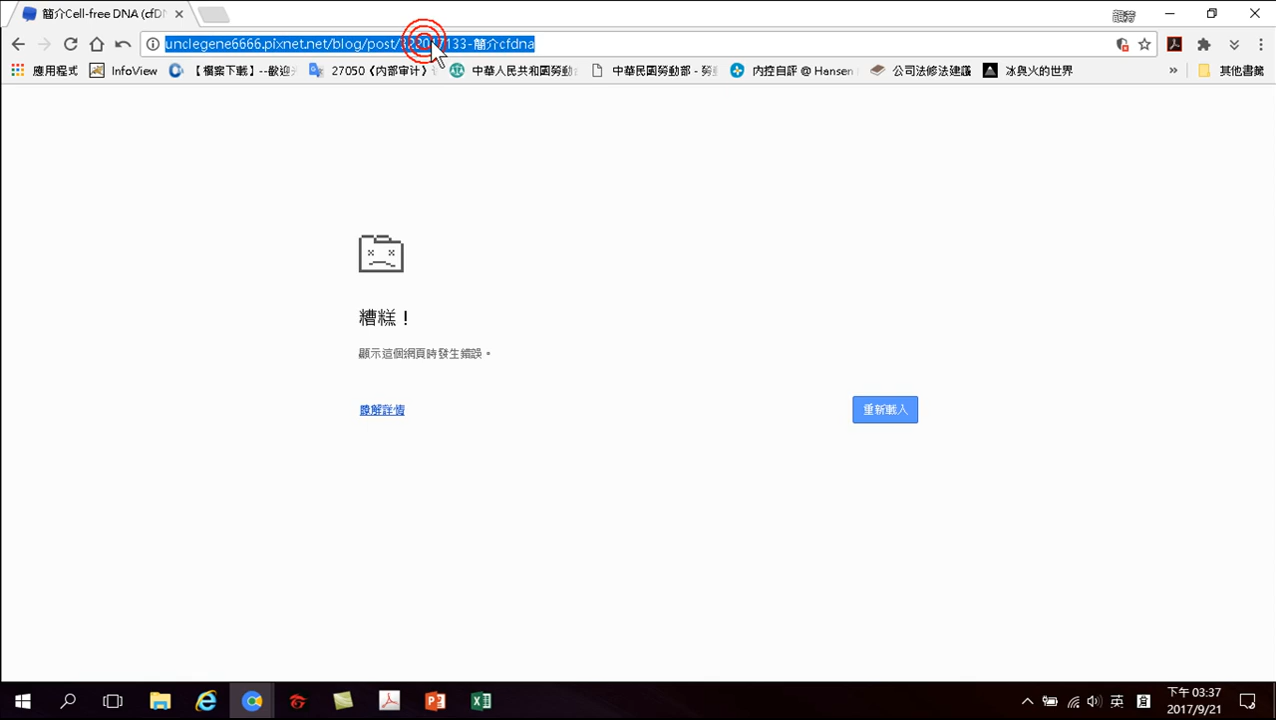 簡介Cell-free DNA (cfDN
unclegene6666.pixnet.net/blog/post/ 133-簡介cfdna
應用程式 InfoView 【檔案下載】--歡迎 27050《内部审计》 中華人民共和國勞動 中華民國勞動部 - 勞 內控自評 @ Hansen 公司法修法建議 冰與火的世界 » 其他書籤
糟糕！
顯示這個網頁時發生錯誤。
瞭解詳情
重新載入
英
下午 03:37
2017/9/21